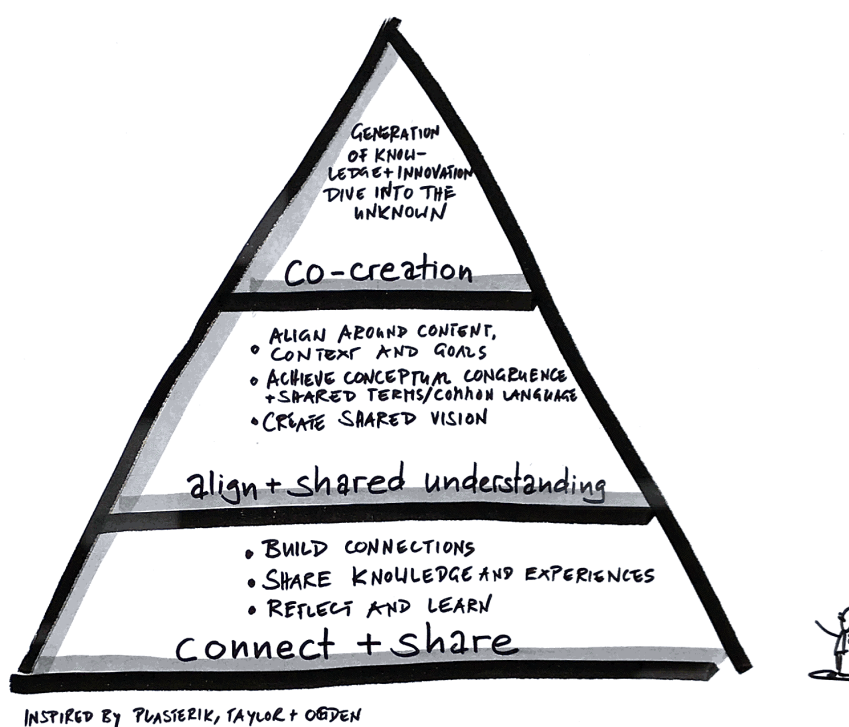 GENERATION
OF KNOW-
LEDGE + INNOVATION
DIVE INTO THE
UNKNOWN
Co-creation
• ALIGN AROUND CONTENT,
CONTEXT AND GOALS
• ACHIEVE CONCEPTUAL CONGRUENCE
+ SHARED TERMS/COMMON LANGUAGE
• CREATE SHARED VISION
align + shared understanding
• BUILD CONNECTIONS
• SHARE KNOWLEDGE AND EXPERIENCES
• REFLECT AND LEARN
connect + share
INSPIRED BY PLASTERIK, TAYLOR + OGDEN